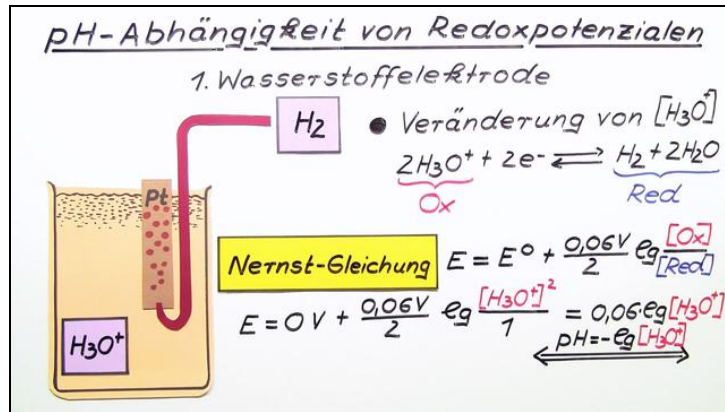 pH-Abhängigkeit von Redoxpotenzialen
1. Wasserstoffelektrode
H₂
• Veränderung von [H₃O⁺]
2H₃O⁺ + 2e⁻ ⇌ H₂ + 2H₂O
Ox Red
Pt
Nernst-Gleichung E = E⁰ + 0,06V/2 lg [Ox]/[Red]
E = 0 V + 0,06V/2 lg [H₃O⁺]²/1 = 0,06·lg[H₃O⁺]
pH=-lg[H₃O⁺]
H₃O⁺